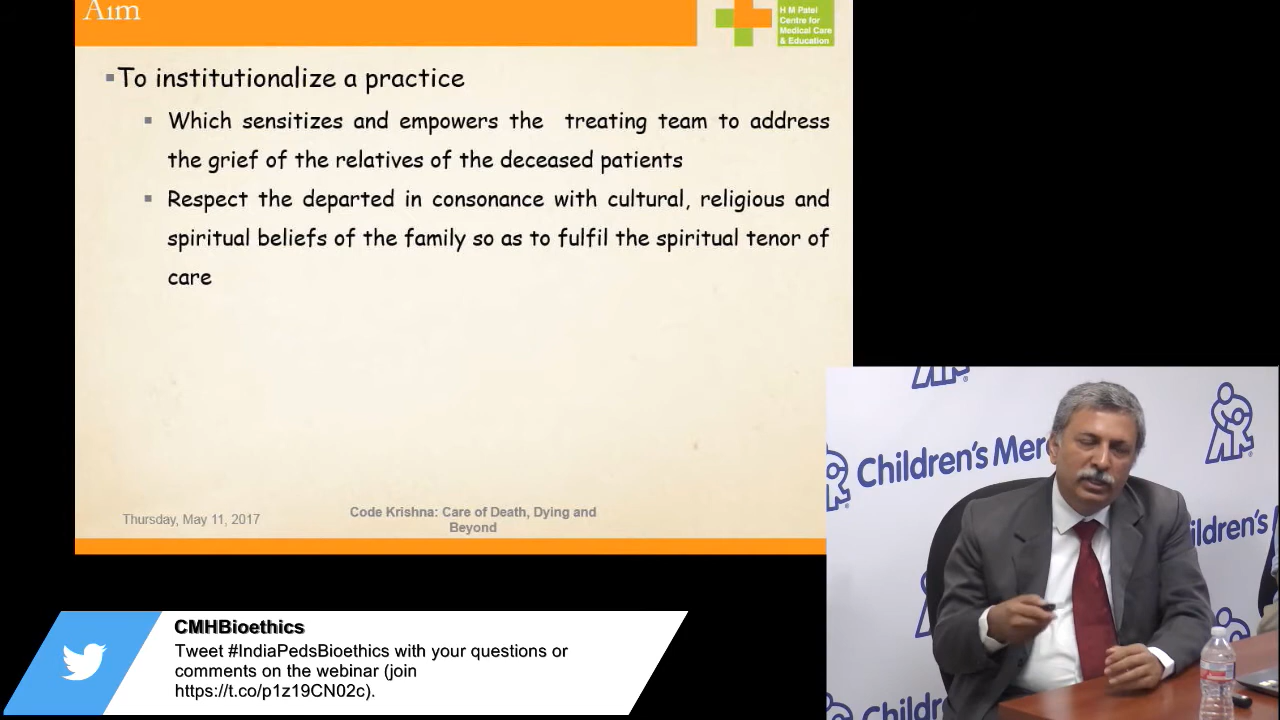 Aim
H M Patel
Centre for
Medical Care
& Education
▪To institutionalize a practice
▪ Which sensitizes and empowers the treating team to address
the grief of the relatives of the deceased patients
▪ Respect the departed in consonance with cultural, religious and
spiritual beliefs of the family so as to fulfil the spiritual tenor of
care
Thursday, May 11, 2017
Code Krishna: Care of Death, Dying and
Beyond
Children's Mer
ildren's
Children's
Childr
CMHBioethics
Tweet #IndiaPedsBioethics with your questions or
comments on the webinar (join
https://t.co/p1z19CN02c).